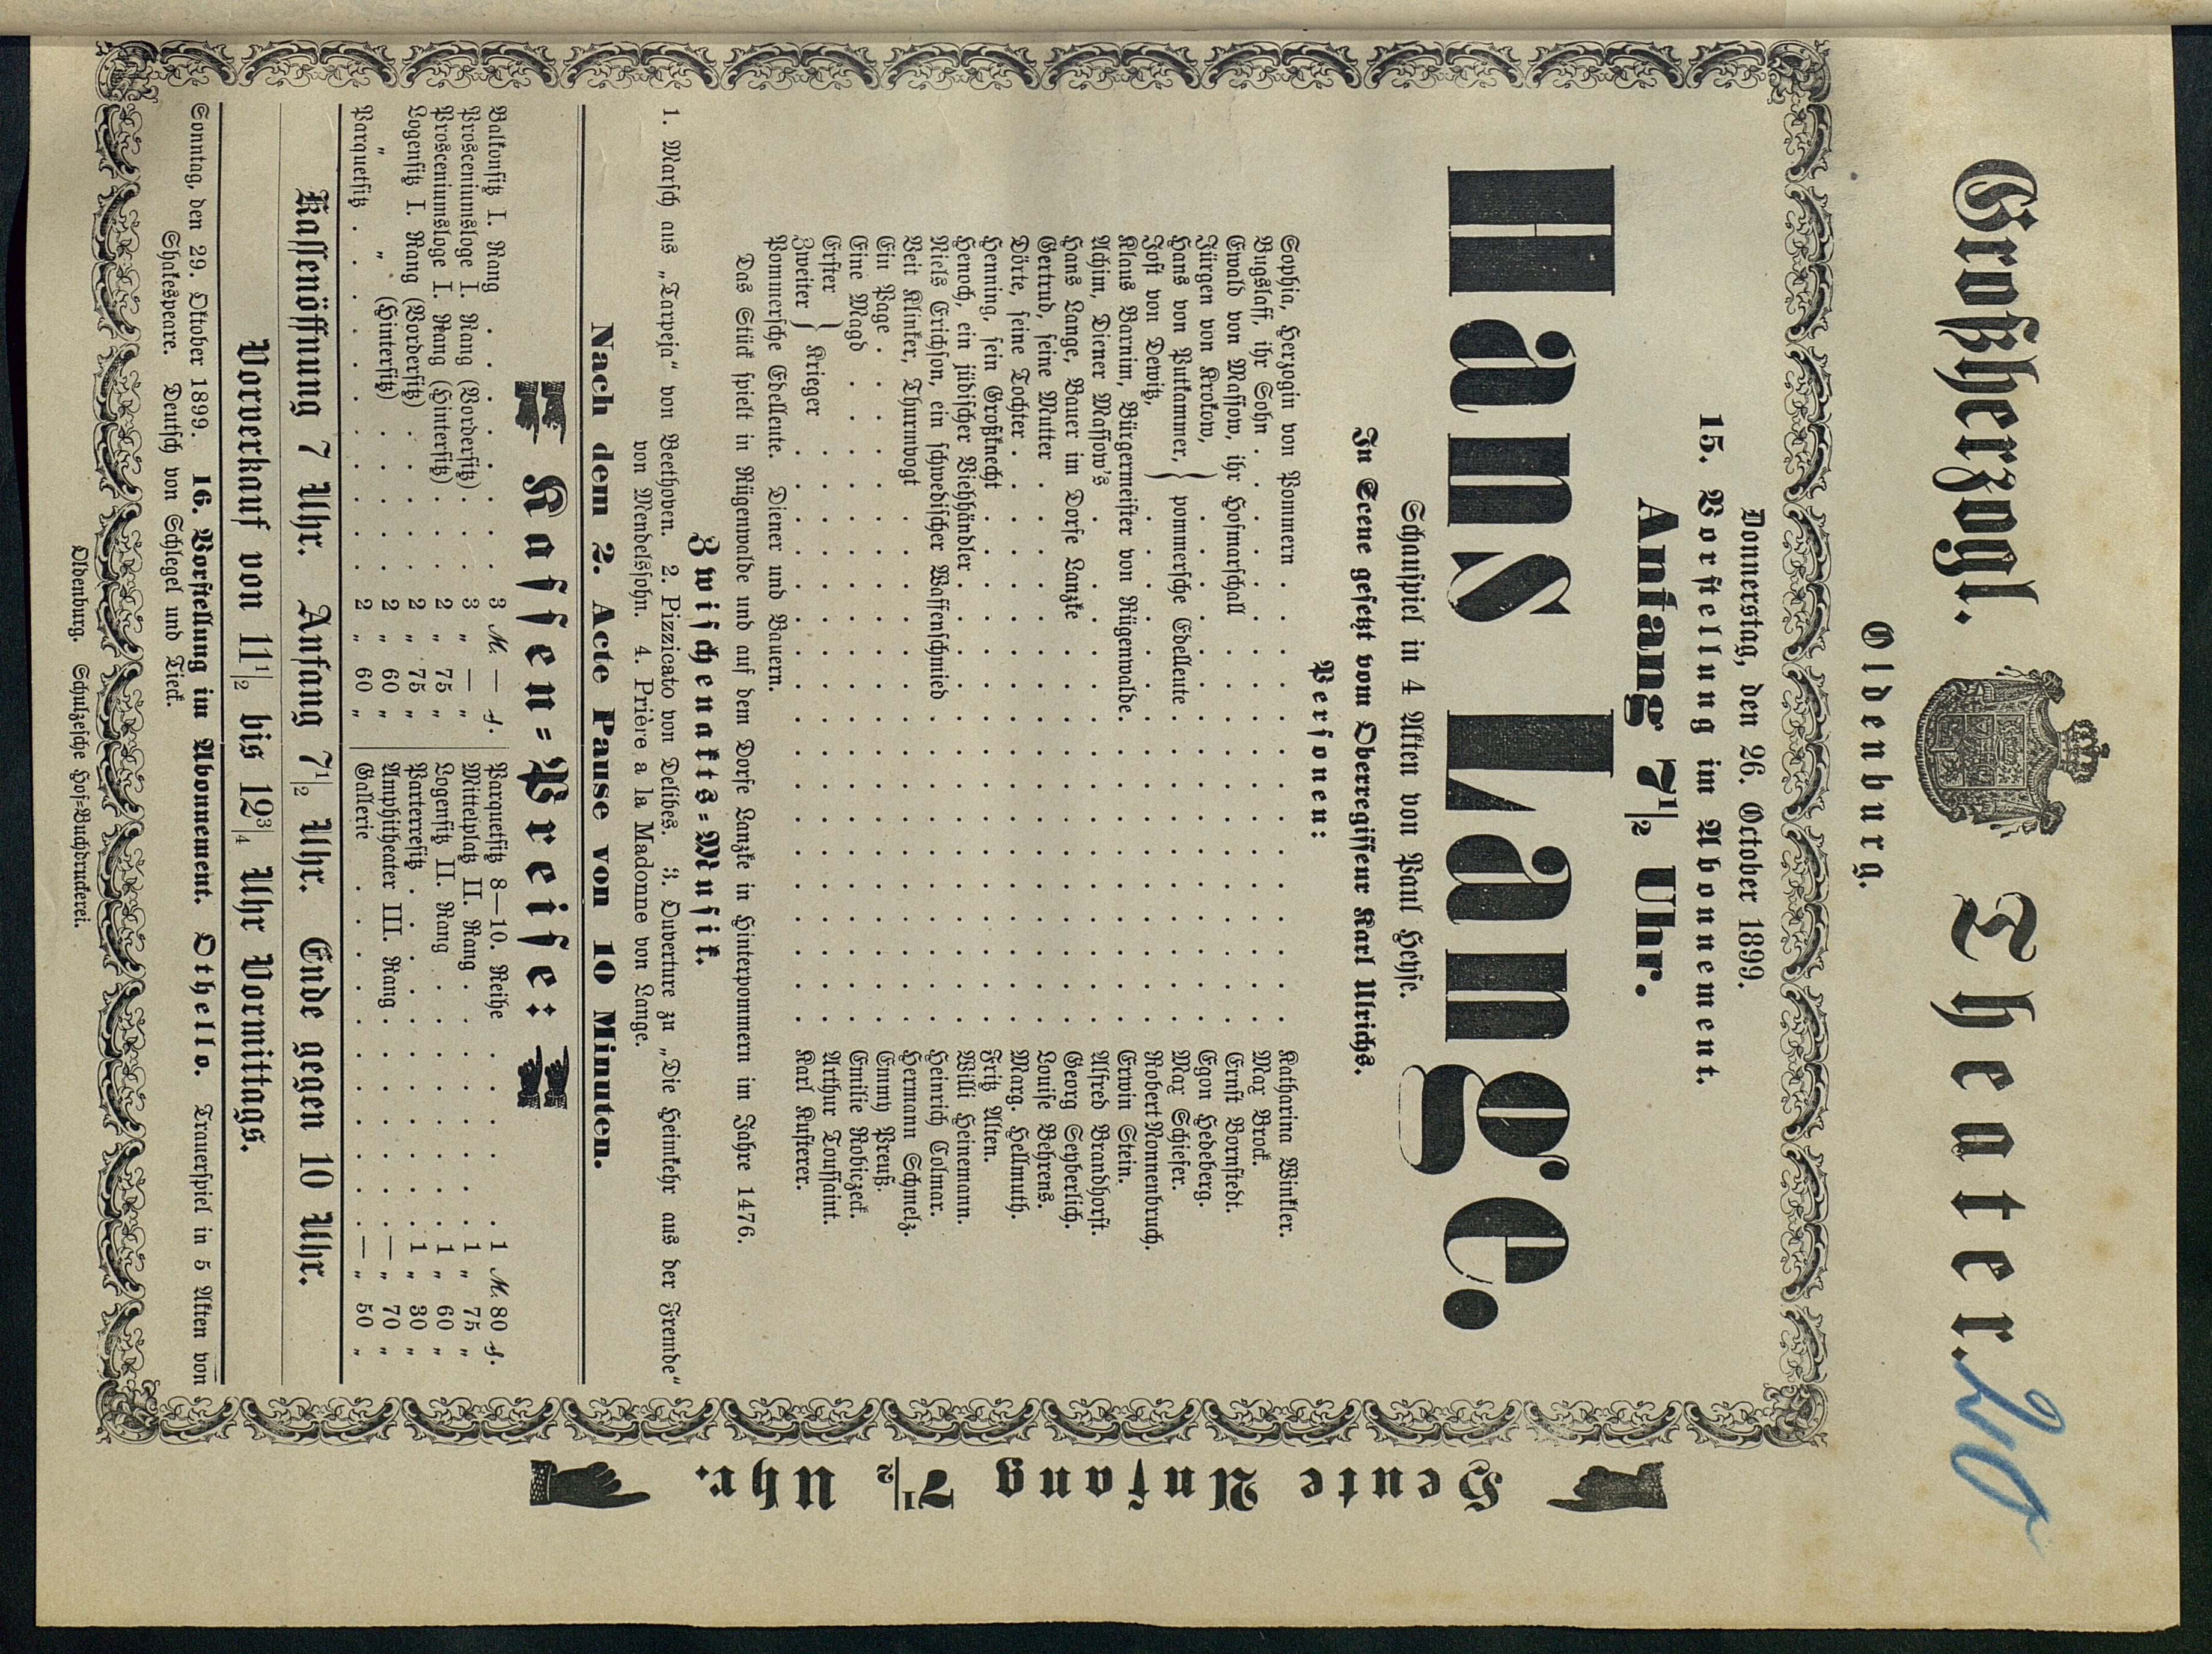 Großherzogl. Theater.
20
Oldenburg.
Donnerstag, den 26. October 1899.
15. Vorstellung im Abonnement.
Anfang 7½ Uhr.
Hans Lange.
Schauspiel in 4 Akten von Paul Heyse.
In Scene gesetzt vom Oberregisseur Karl Ulrichs.
Personen:
Sophia, Herzogin von Pommern . . . . Katharina Winkler.
Bugslaff, ihr Sohn . . . . Max Brock.
Ewald von Massow, ihr Hofmarschall . . . . Ernst Bornstedt.
Jürgen von Krokow, } pommersche Edelleute . . . . Egon Hedeberg.
Hans von Putkammer, } Max Schiefer.
Jost von Dewitz, } Robert Nonnenbruch.
Klaus Barnim, Bürgermeister von Rügenwalde. . . . . Erwin Stein.
Achim, Diener Massow's . . . . Alfred Brandhorst.
Hans Lange, Bauer im Dorfe Lanzke . . . . Georg Seyberlich.
Gertrud, seine Mutter . . . . Louise Behrens.
Dörte, seine Tochter . . . . Marg. Hellmuth.
Henning, sein Großknecht . . . . Fritz Alten.
Henoch, ein jüdischer Viehhändler . . . . Willi Heinemann.
Niels Erichson, ein schwedischer Waffenschmied . . . . Heinrich Colmar.
Veit Klinker, Thurmvogt . . . . Hermann Schmelz.
Ein Page . . . . Emmy Preuß.
Eine Magd . . . . Emilie Robiczeck.
Erster } Krieger . . . . Arthur Toussaint.
Zweiter } Karl Kusterer.
Pommersche Edelleute. Diener und Bauern.
Das Stück spielt in Rügenwalde und auf dem Dorfe Lanzke in Hinterpommern im Jahre 1476.
Zwischenakts-Musik.
1. Marsch aus „Tarpeja“ von Beethoven. 2. Pizzicato von Delibes. 3. Ouverture zu „Die Heimkehr aus der Fremde“
von Mendelssohn. 4. Prière a la Madonne von Lange.
Nach dem 2. Acte Pause von 10 Minuten.
Kassen-Preise:
Balkonsitz I. Rang . . . . 3 M. — ₰.
Prosceniumsloge I. Rang (Vordersitz) . . . . 3 „ — „
Prosceniumsloge I. Rang (Hintersitz) . . . . 2 „ 75 „
Logensitz I. Rang (Vordersitz) . . . . 2 „ 75 „
„ „ (Hintersitz) . . . . 2 „ 60 „
Parquetsitz . . . . 2 „ 60 „
Parquetsitz 8—10. Reihe . . . . 1 M. 80 ₰.
Mittelplatz II. Rang . . . . 1 „ 75 „
Logensitz II. Rang . . . . 1 „ 60 „
Parterresitz . . . . 1 „ 30 „
Amphitheater III. Rang . . . . — „ 70 „
Gallerie . . . . — „ 50 „
Kassenöffnung 7 Uhr. Anfang 7½ Uhr. Ende gegen 10 Uhr.
Vorverkauf von 11½ bis 12¾ Uhr Vormittags.
Sonntag, den 29. Oktober 1899. 16. Vorstellung im Abonnement. Othello. Trauerspiel in 5 Akten von
Shakespeare. Deutsch von Schlegel und Tieck.
Oldenburg. Schulzesche Hof-Buchdruckerei.
Heute Anfang 7½ Uhr.